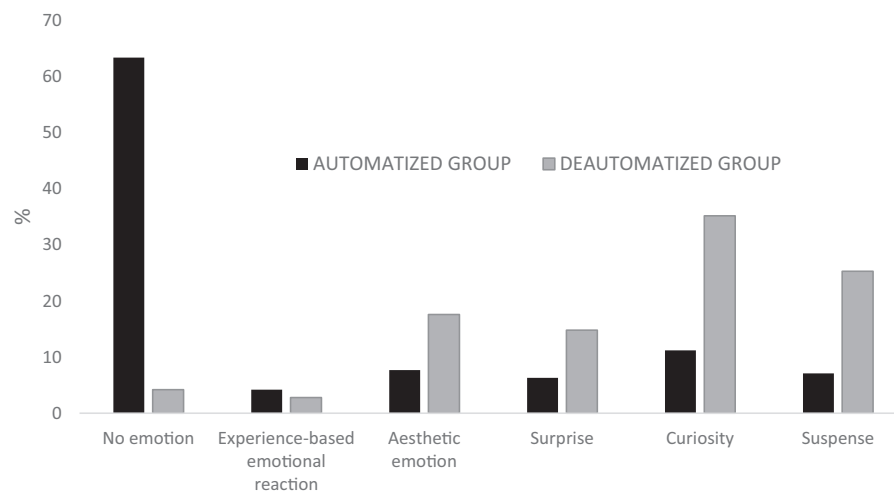 70
60
50
40
30
20
10
0
%
AUTOMATIZED GROUP DEAUTOMATIZED GROUP
No emotion Experience-based Aesthetic Surprise Curiosity Suspense
emotional emotion
reaction